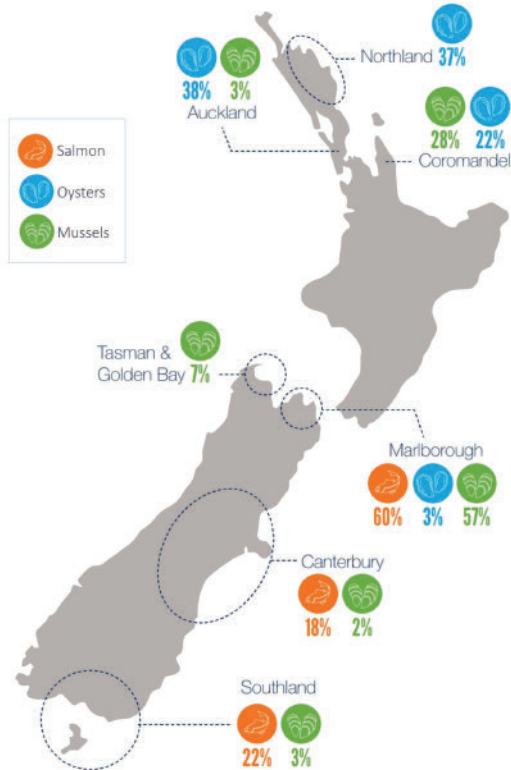 Northland 37%
38% 3%
Auckland
28% 22%
Coromandel
Salmon
Oysters
Mussels
Tasman &
Golden Bay 7%
Marlborough
60% 3% 57%
Canterbury
18% 2%
Southland
22% 3%